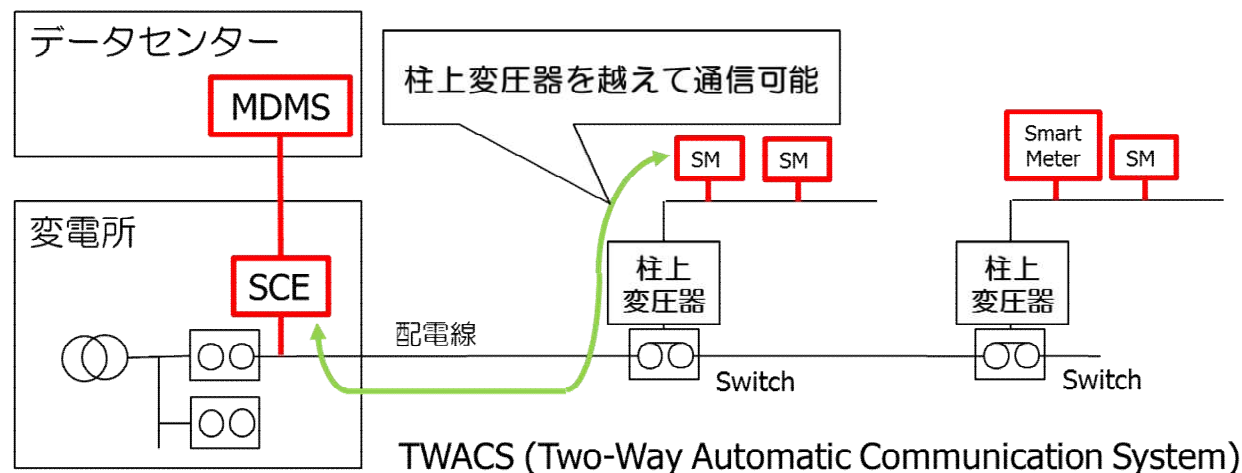 データセンター
MDMS
柱上変圧器を越えて通信可能
SM
SM
Smart
Meter
SM
変電所
SCE
柱上
変圧器
柱上
変圧器
配電線
Switch
Switch
TWACS (Two-Way Automatic Communication System)